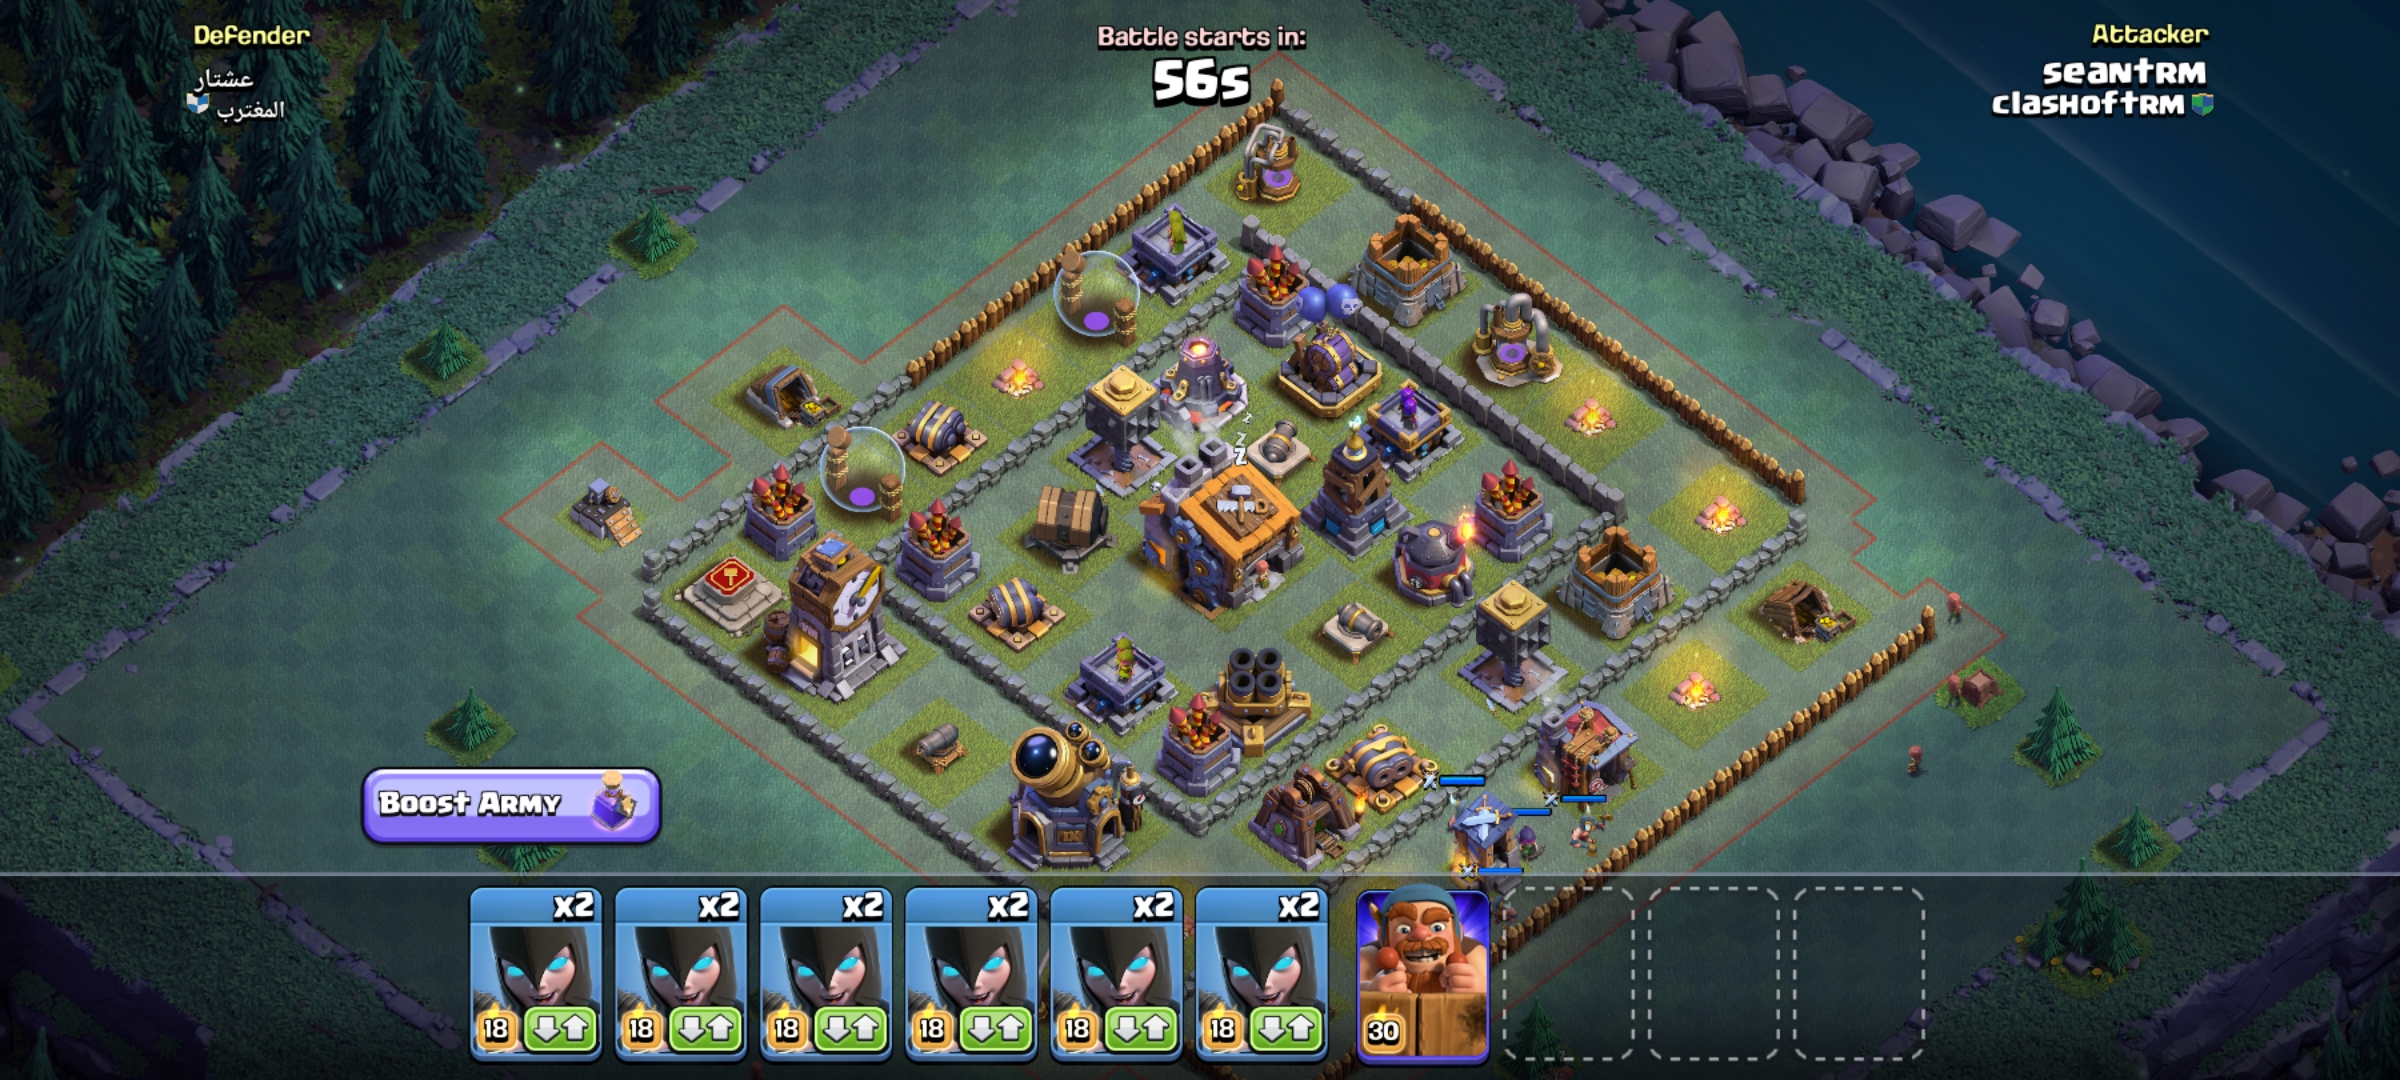 Defender
عشتار
المغترب
Battle starts in:
56s
Attacker
seantRM
clashoftRM
z
z
z
Boost Army
x2
x2
x2
x2
x2
x2
18
18
18
18
18
18
30